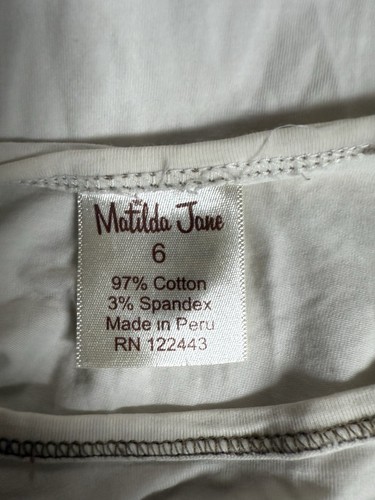 Matilda Jane
6
97% Cotton
3% Spandex
Made in Peru
RN 122443